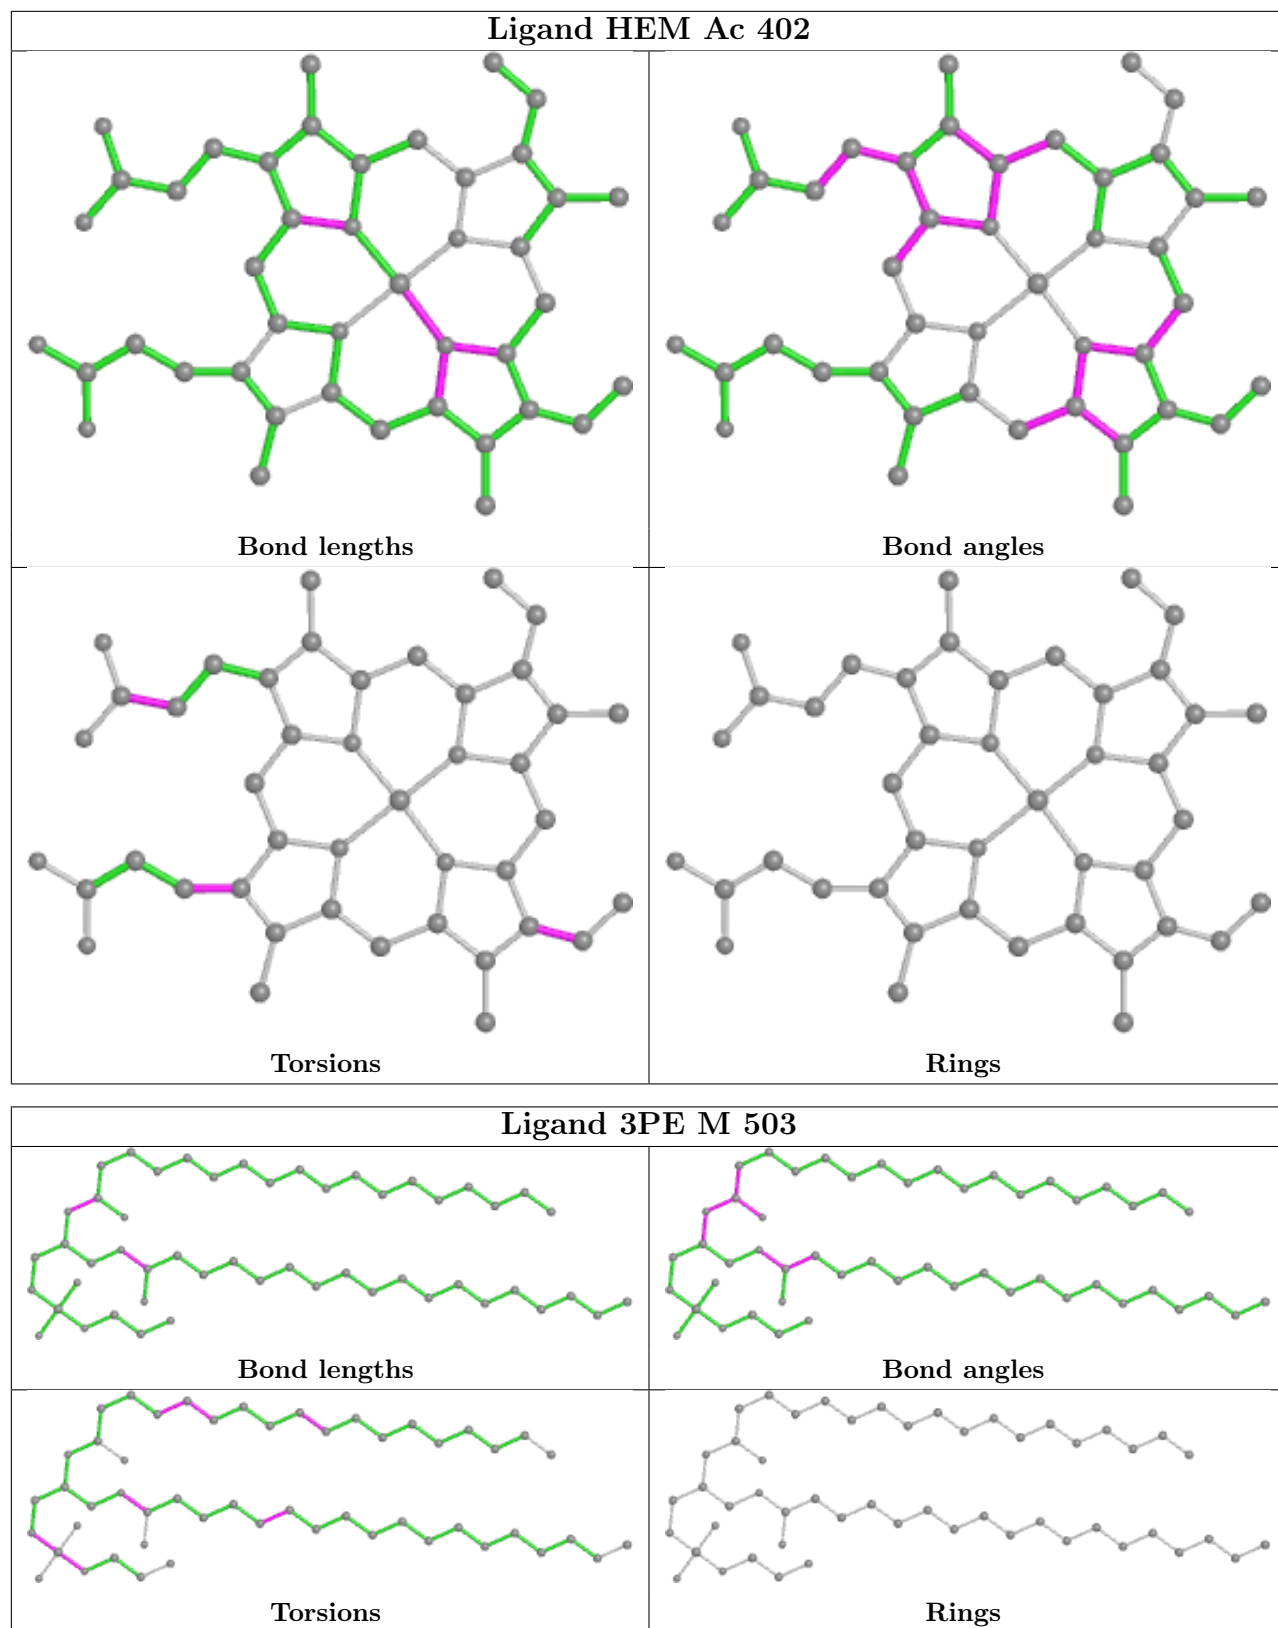 Ligand HEM Ac 402
Bond lengths
Bond angles
Torsions
Rings
Ligand 3PE M 503
Bond lengths
Bond angles
Torsions
Rings